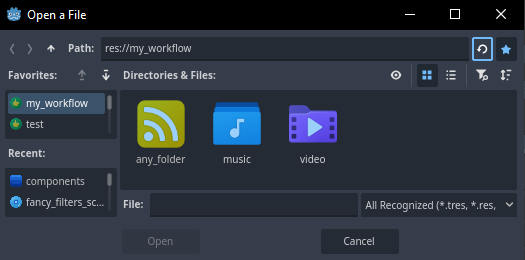 Open a File
Path: res://my_workflow
Favorites:
Directories & Files:
my_workflow
test
any_folder
music
video
Recent:
components
fancy_filters_sc...
File:
All Recognized (*.tres, *.res,
Open
Cancel